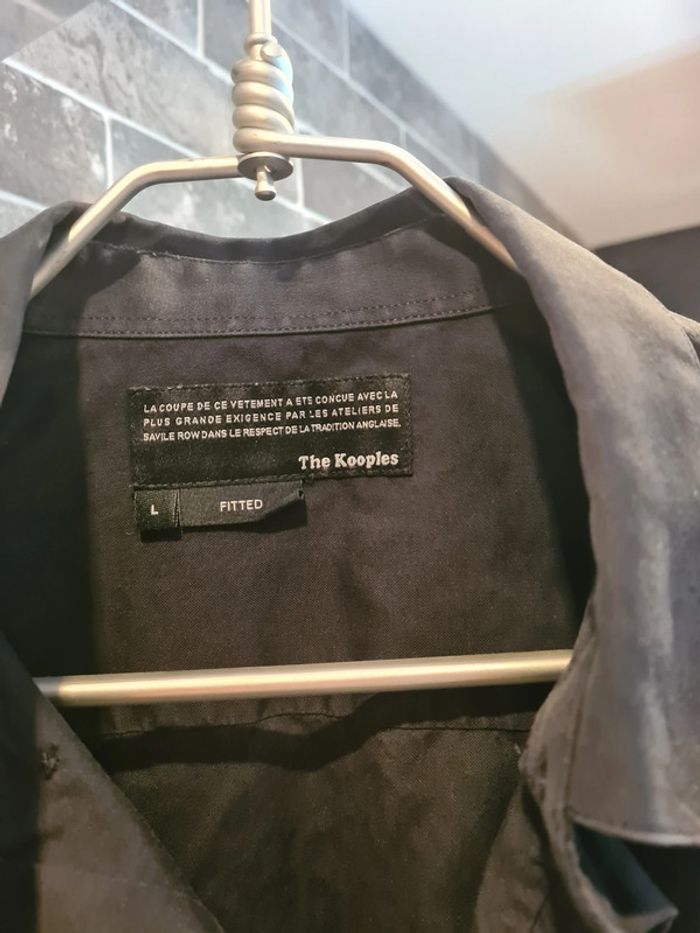 LA COUPE DE CE VETEMENT A ETS CONCUE AVEC LA
PLUS GRANDE EXIGENCE PAR LES ATELIERS DE
SAVILE ROW DANS LE RESPECT DE LA TRADITION ANGLAISE.
The Kooples
L FITTED